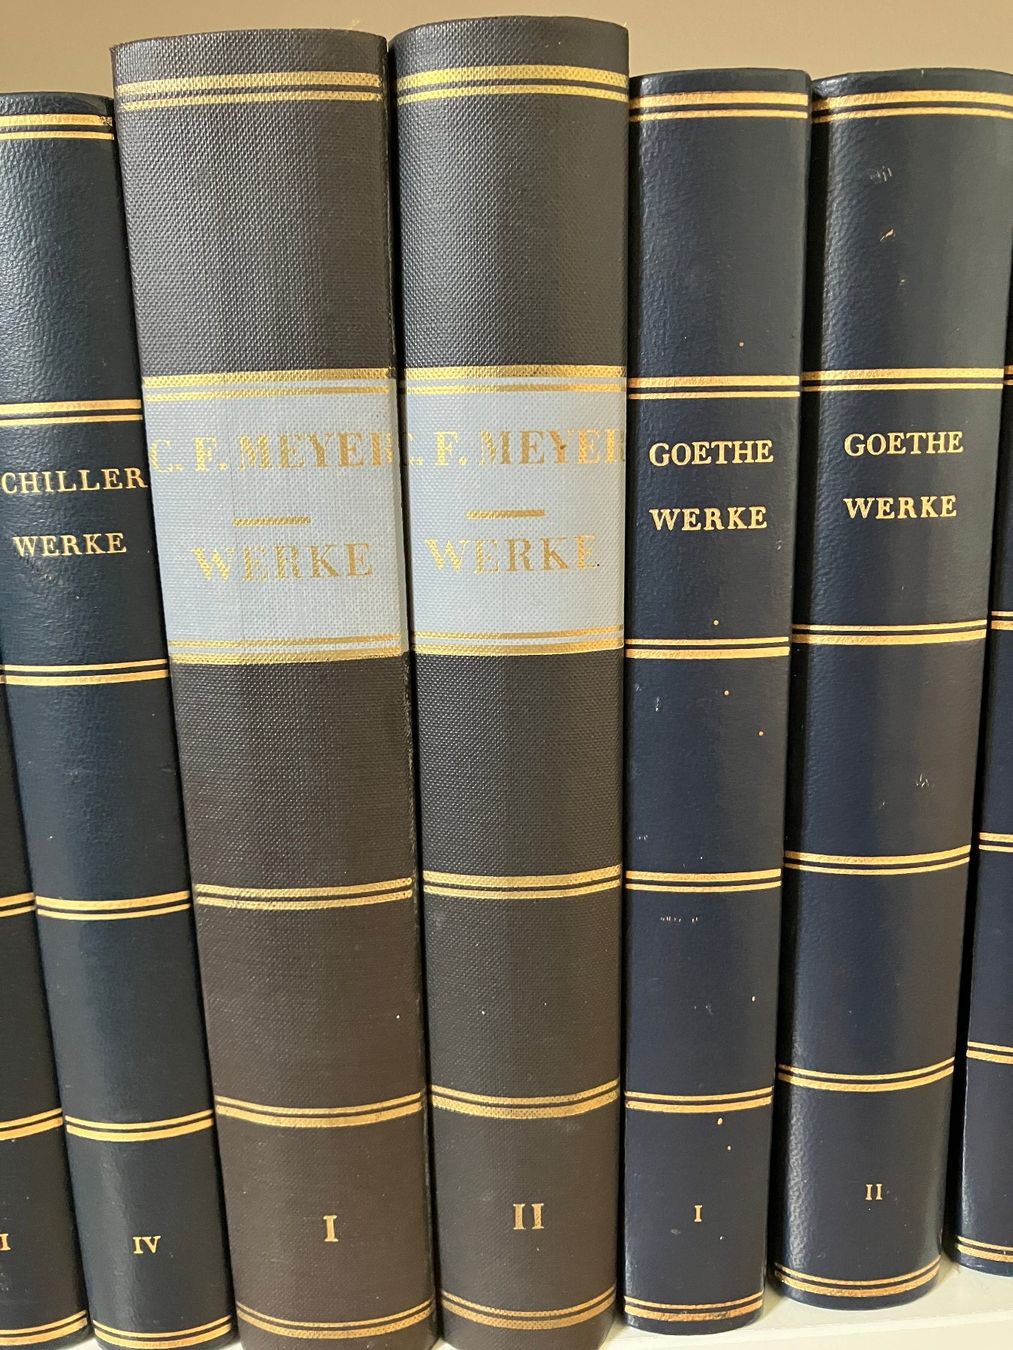 CHILLER
WERKE
IV
C. F. MEYER
WERKE
I
C. F. MEYER
WERKE
II
GOETHE
WERKE
I
GOETHE
WERKE
II